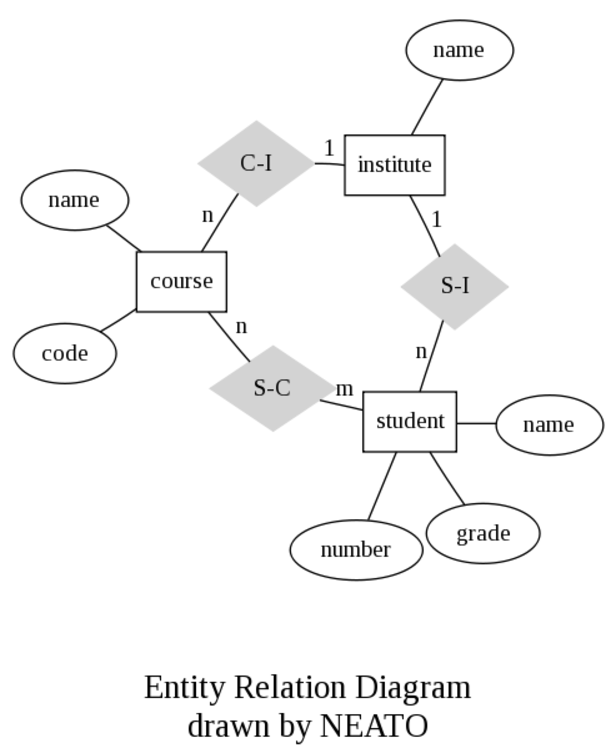 name
C-I
1
institute
name
n
1
course
S-I
n
code
n
S-C
m
student
name
number
grade
Entity Relation Diagram
drawn by NEATO